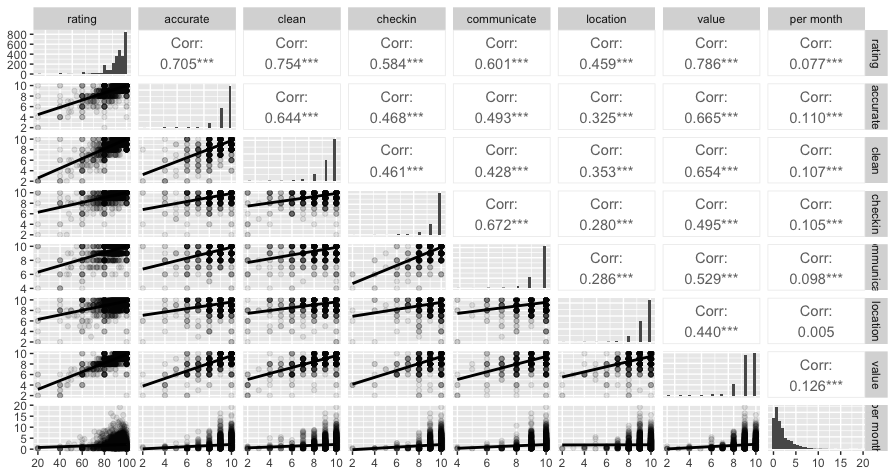 rating accurate clean checkin communicate location value per month
800
600
400
200
0
Corr: Corr: Corr: Corr: Corr: Corr: Corr:
0.705*** 0.754*** 0.584*** 0.601*** 0.459*** 0.786*** 0.077***
rating
10
8
6
4
2
Corr: Corr: Corr: Corr: Corr: Corr:
0.644*** 0.468*** 0.493*** 0.325*** 0.665*** 0.110***
accurate
10
8
6
4
2
Corr: Corr: Corr: Corr: Corr:
0.461*** 0.428*** 0.353*** 0.654*** 0.107***
clean
10
8
6
4
2
Corr: Corr: Corr: Corr:
0.672*** 0.280*** 0.495*** 0.105***
checkin
10
8
6
4
Corr: Corr: Corr:
0.286*** 0.529*** 0.098***
mmunica
10
8
6
4
2
Corr: Corr:
0.440*** 0.005
location
10
8
6
4
2
Corr:
0.126***
value
20
15
10
5
0
per month
20 40 60 80 100 2 4 6 8 10 2 4 6 8 10 2 4 6 8 10 4 6 8 10 2 4 6 8 10 2 4 6 8 10 0 5 10 15 20